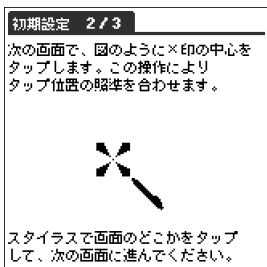 初期設定 2/3
次の画面で、図のように×印の中心を
タップします。この操作により
タップ位置の照準を合わせます。
スタイラスで画面のどこかをタップ
して、次の画面に進んでください。